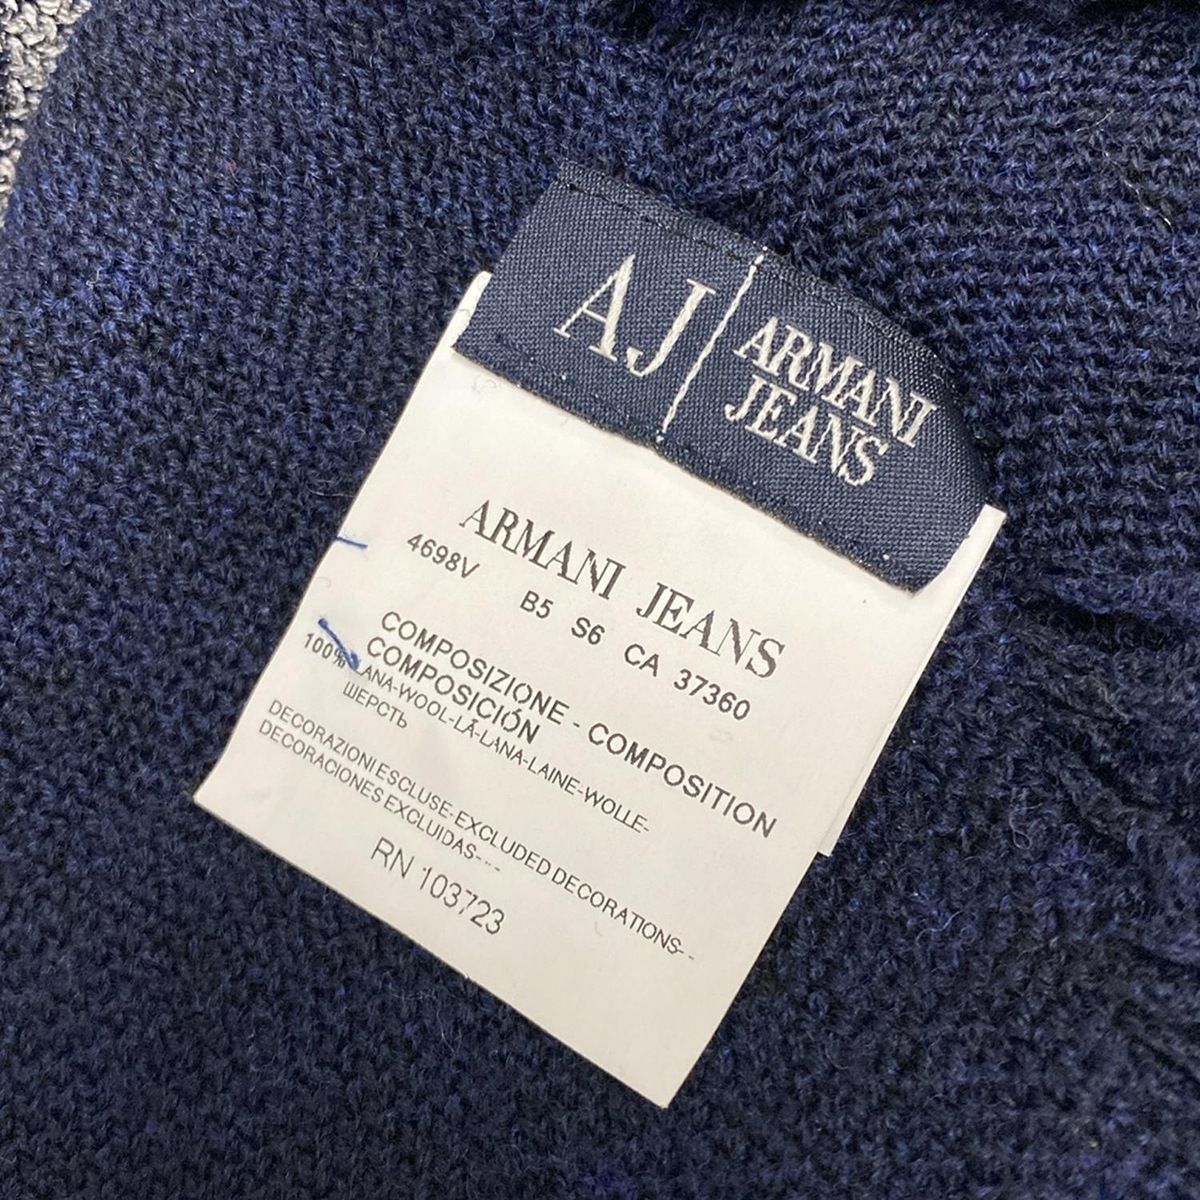 AJ ARMANI
JEANS
ARMANI JEANS
4698V B5 S6 CA 37360
COMPOSIZIONE - COMPOSITION
COMPOSICIÓN
100% LANA-WOOL-LÃ-LANA-LAINE-WOLLE-
ШЕРСТЬ
DECORAZIONI ESCLUSE-EXCLUDED DECORATIONS--
DECORACIONES EXCLUIDAS---
RN 103723